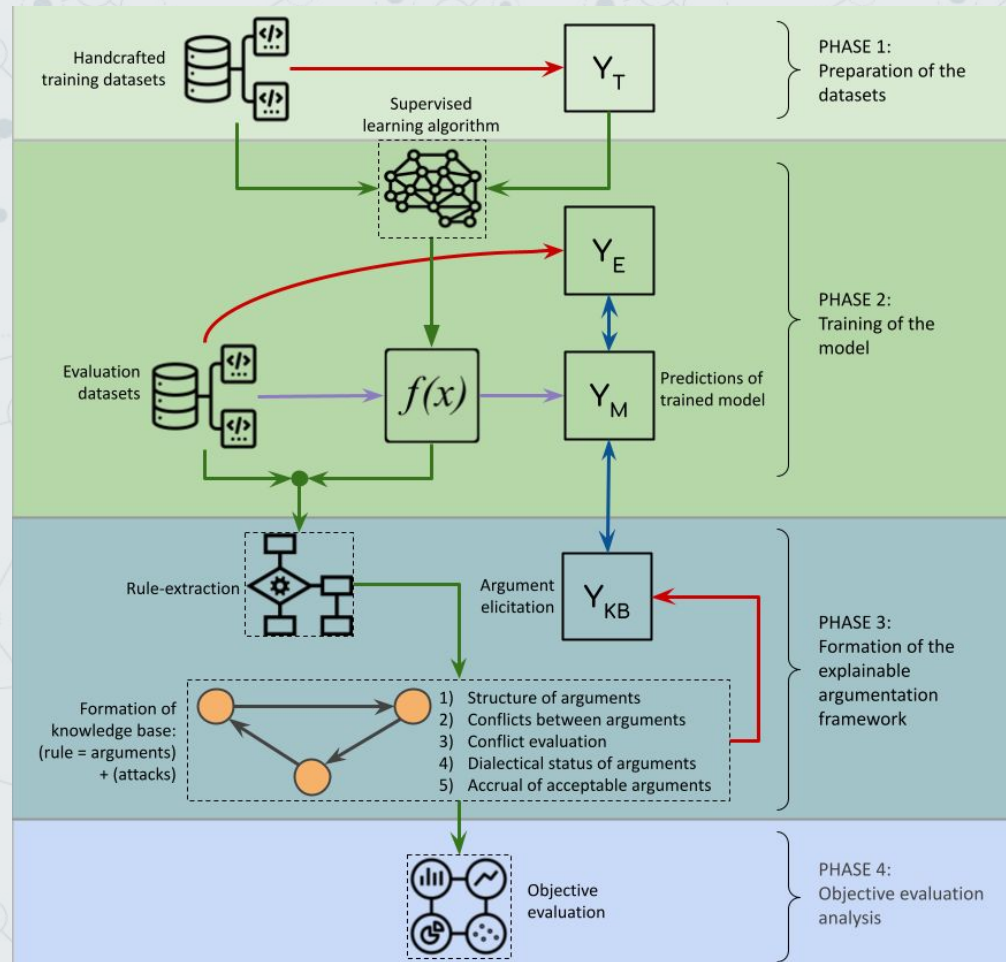 Handcrafted
training datasets
</>
</>
Y_T
PHASE 1:
Preparation of the
datasets
Supervised
learning algorithm
Y_E
PHASE 2:
Training of the
model
Evaluation
datasets
</>
</>
f(x)
Y_M
Predictions of
trained model
Rule-extraction
Argument
elicitation
Y_KB
PHASE 3:
Formation of the
explainable
argumentation
framework
Formation of
knowledge base:
(rule = arguments)
+ (attacks)
1) Structure of arguments
2) Conflicts between arguments
3) Conflict evaluation
4) Dialectical status of arguments
5) Accrual of acceptable arguments
Objective
evaluation
PHASE 4:
Objective evaluation
analysis